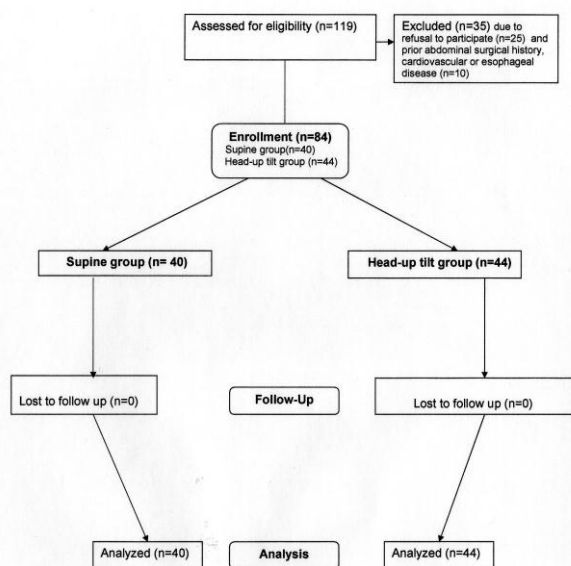 Assessed for eligibility (n=119)
Excluded (n=35) due to
refusal to participate (n=25) and
prior abdominal surgical history,
cardiovascular or esophageal
disease (n=10)
Enrollment (n=84)
Supine group(n=40)
Head-up tilt group (n=44)
Supine group (n= 40)
Head-up tilt group (n=44)
Lost to follow up (n=0)
Follow-Up
Lost to follow up (n=0)
Analyzed (n=40)
Analysis
Analyzed (n=44)